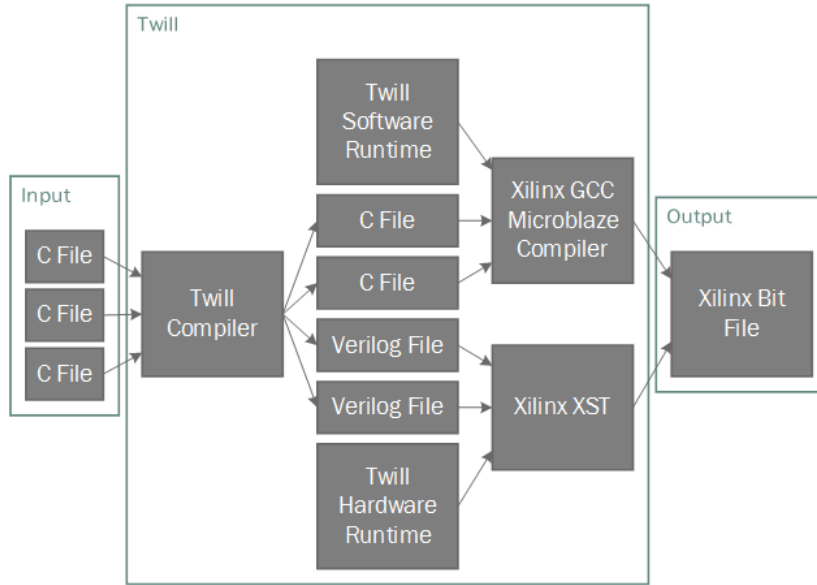 Twill
Input
C File
C File
C File
Twill
Compiler
Twill
Software
Runtime
C File
C File
Verilog File
Verilog File
Twill
Hardware
Runtime
Xilinx GCC
Microblaze
Compiler
Xilinx XST
Output
Xilinx Bit
File